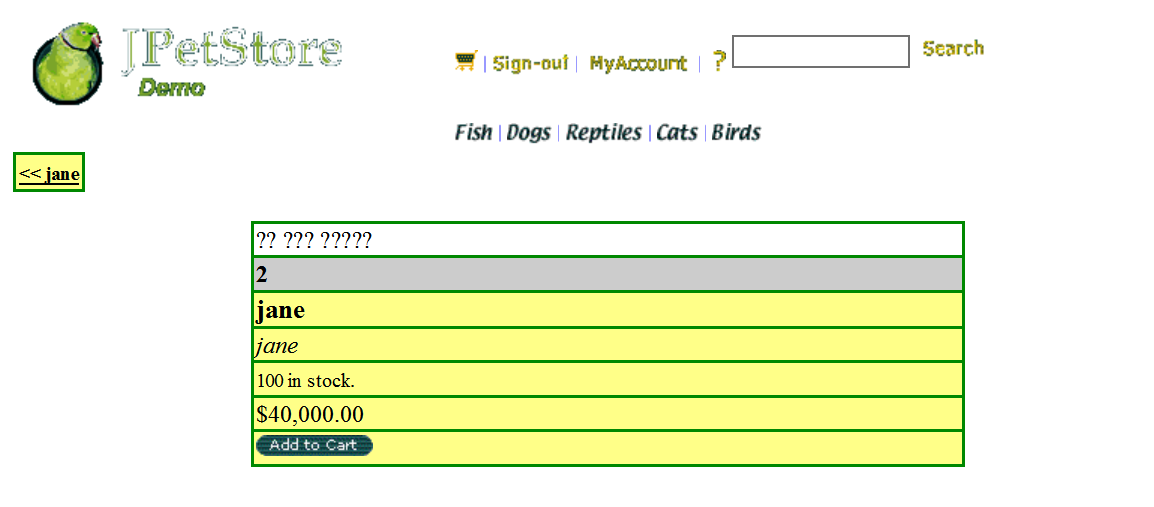 JPetStore
Demo
Sign-out | MyAccount | ? Search
Fish | Dogs | Reptiles | Cats | Birds
<< jane
?? ??? ?????
2
jane
jane
100 in stock.
$40,000.00
Add to Cart